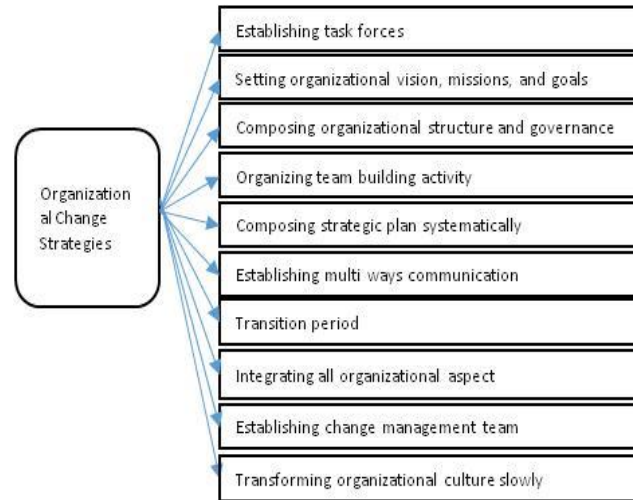 Organization
al Change
Strategies
Establishing task forces
Setting organizational vision, missions, and goals
Composing organizational structure and governance
Organizing team building activity
Composing strategic plan systematically
Establishing multi ways communication
Transition period
Integrating all organizational aspect
Establishing change management team
Transforming organizational culture slowly